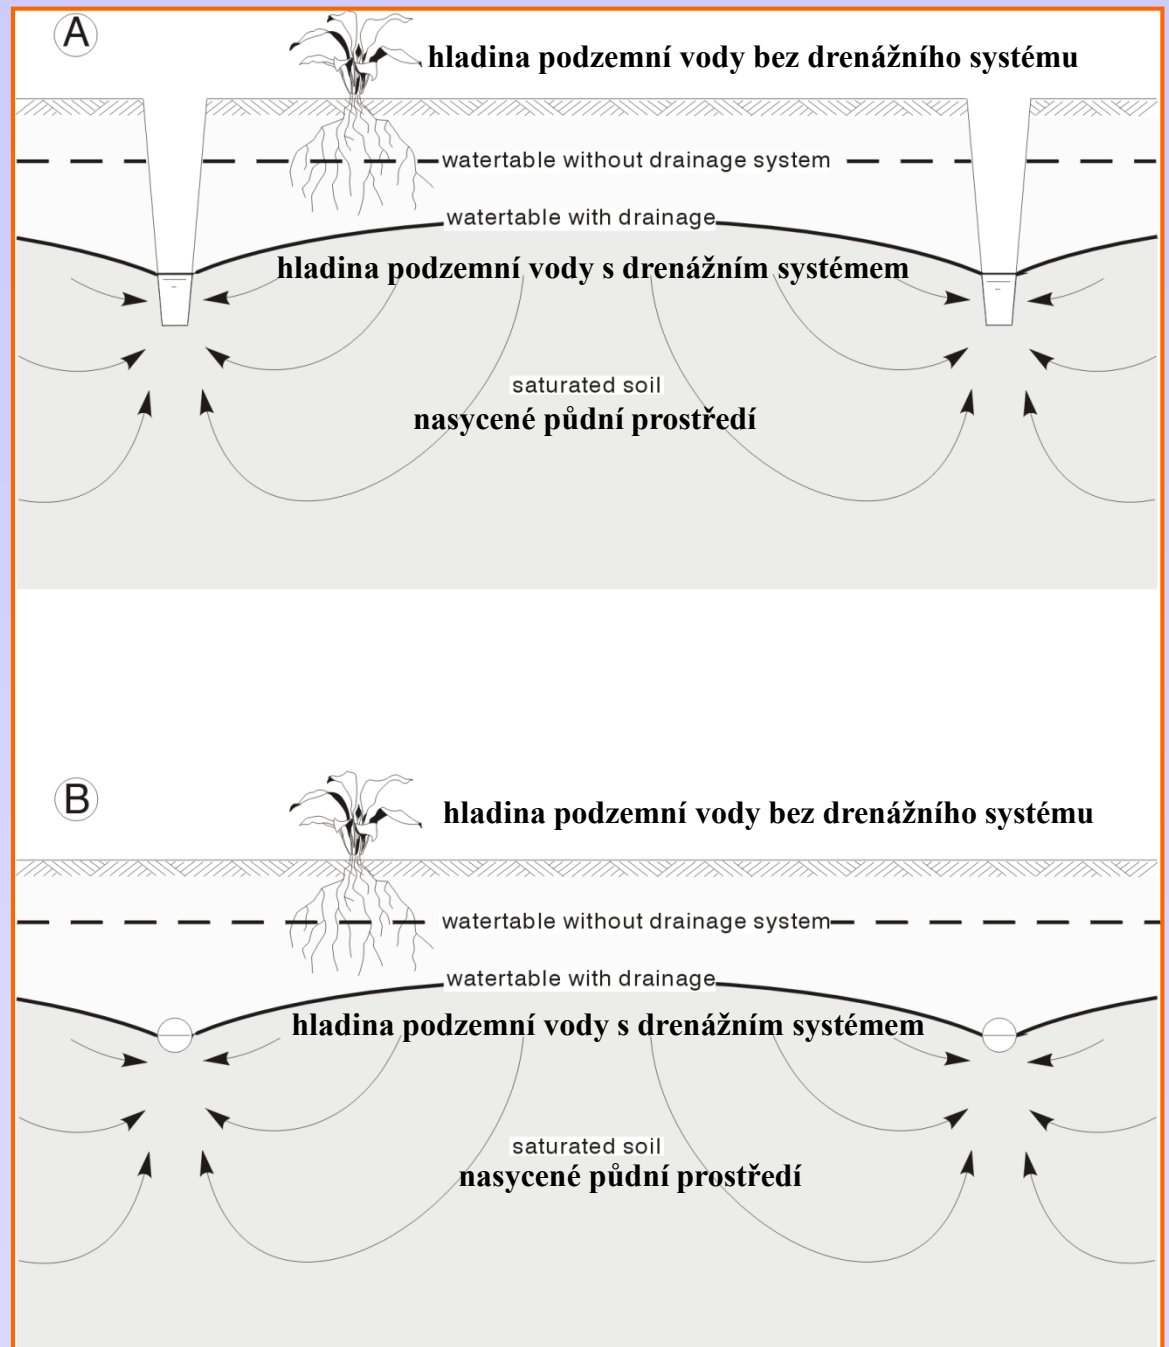 A
hladina podzemní vody bez drenážního systému
watertable without drainage system
watertable with drainage
hladina podzemní vody s drenážním systémem
saturated soil
nasycené půdní prostředí
B
hladina podzemní vody bez drenážního systému
watertable without drainage system
watertable with drainage
hladina podzemní vody s drenážním systémem
saturated soil
nasycené půdní prostředí